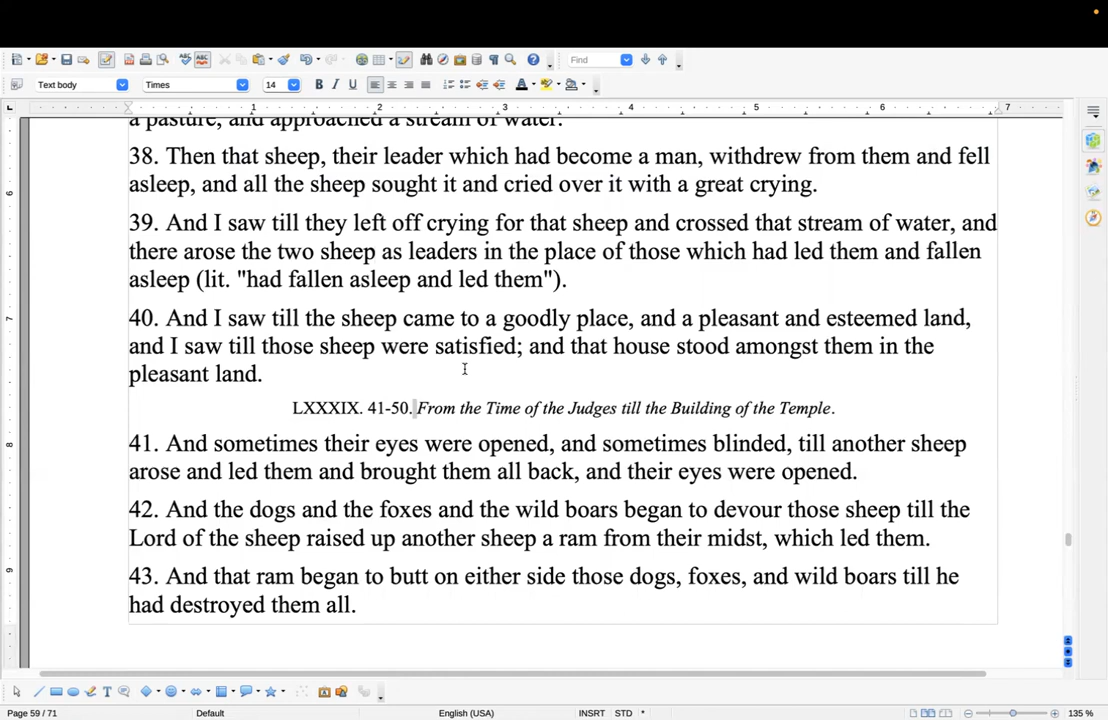 Text body
Times
14
Find
1 2 3 4 5 6 7
a pasture, and approached a stream of water.
38. Then that sheep, their leader which had become a man, withdrew from them and fell
asleep, and all the sheep sought it and cried over it with a great crying.
39. And I saw till they left off crying for that sheep and crossed that stream of water, and
there arose the two sheep as leaders in the place of those which had led them and fallen
asleep (lit. "had fallen asleep and led them").
40. And I saw till the sheep came to a goodly place, and a pleasant and esteemed land,
and I saw till those sheep were satisfied; and that house stood amongst them in the
pleasant land.
LXXXIX. 41-50. From the Time of the Judges till the Building of the Temple.
41. And sometimes their eyes were opened, and sometimes blinded, till another sheep
arose and led them and brought them all back, and their eyes were opened.
42. And the dogs and the foxes and the wild boars began to devour those sheep till the
Lord of the sheep raised up another sheep a ram from their midst, which led them.
43. And that ram began to butt on either side those dogs, foxes, and wild boars till he
had destroyed them all.
6
7
8
9
Page 59 / 71
Default
English (USA)
INSRT
STD
*
135 %